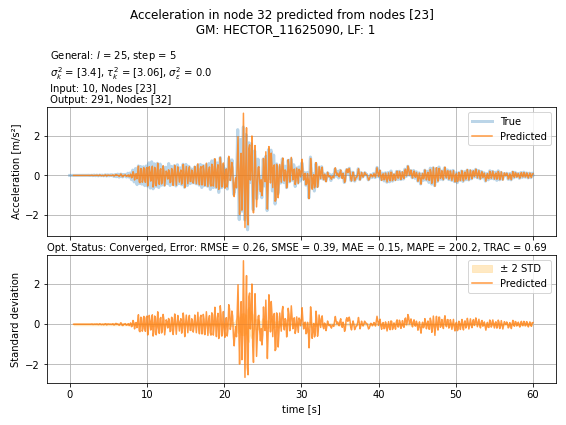 Acceleration in node 32 predicted from nodes [23]
GM: HECTOR_11625090, LF: 1
General: l = 25, step = 5
σ²ₖ = [3.4], τ²ₖ = [3.06], σ²ε = 0.0
Input: 10, Nodes [23]
Output: 291, Nodes [32]
Acceleration [m/s²]
2
0
−2
True
Predicted
Opt. Status: Converged, Error: RMSE = 0.26, SMSE = 0.39, MAE = 0.15, MAPE = 200.2, TRAC = 0.69
Standard deviation
2
0
−2
± 2 STD
Predicted
0 10 20 30 40 50 60
time [s]